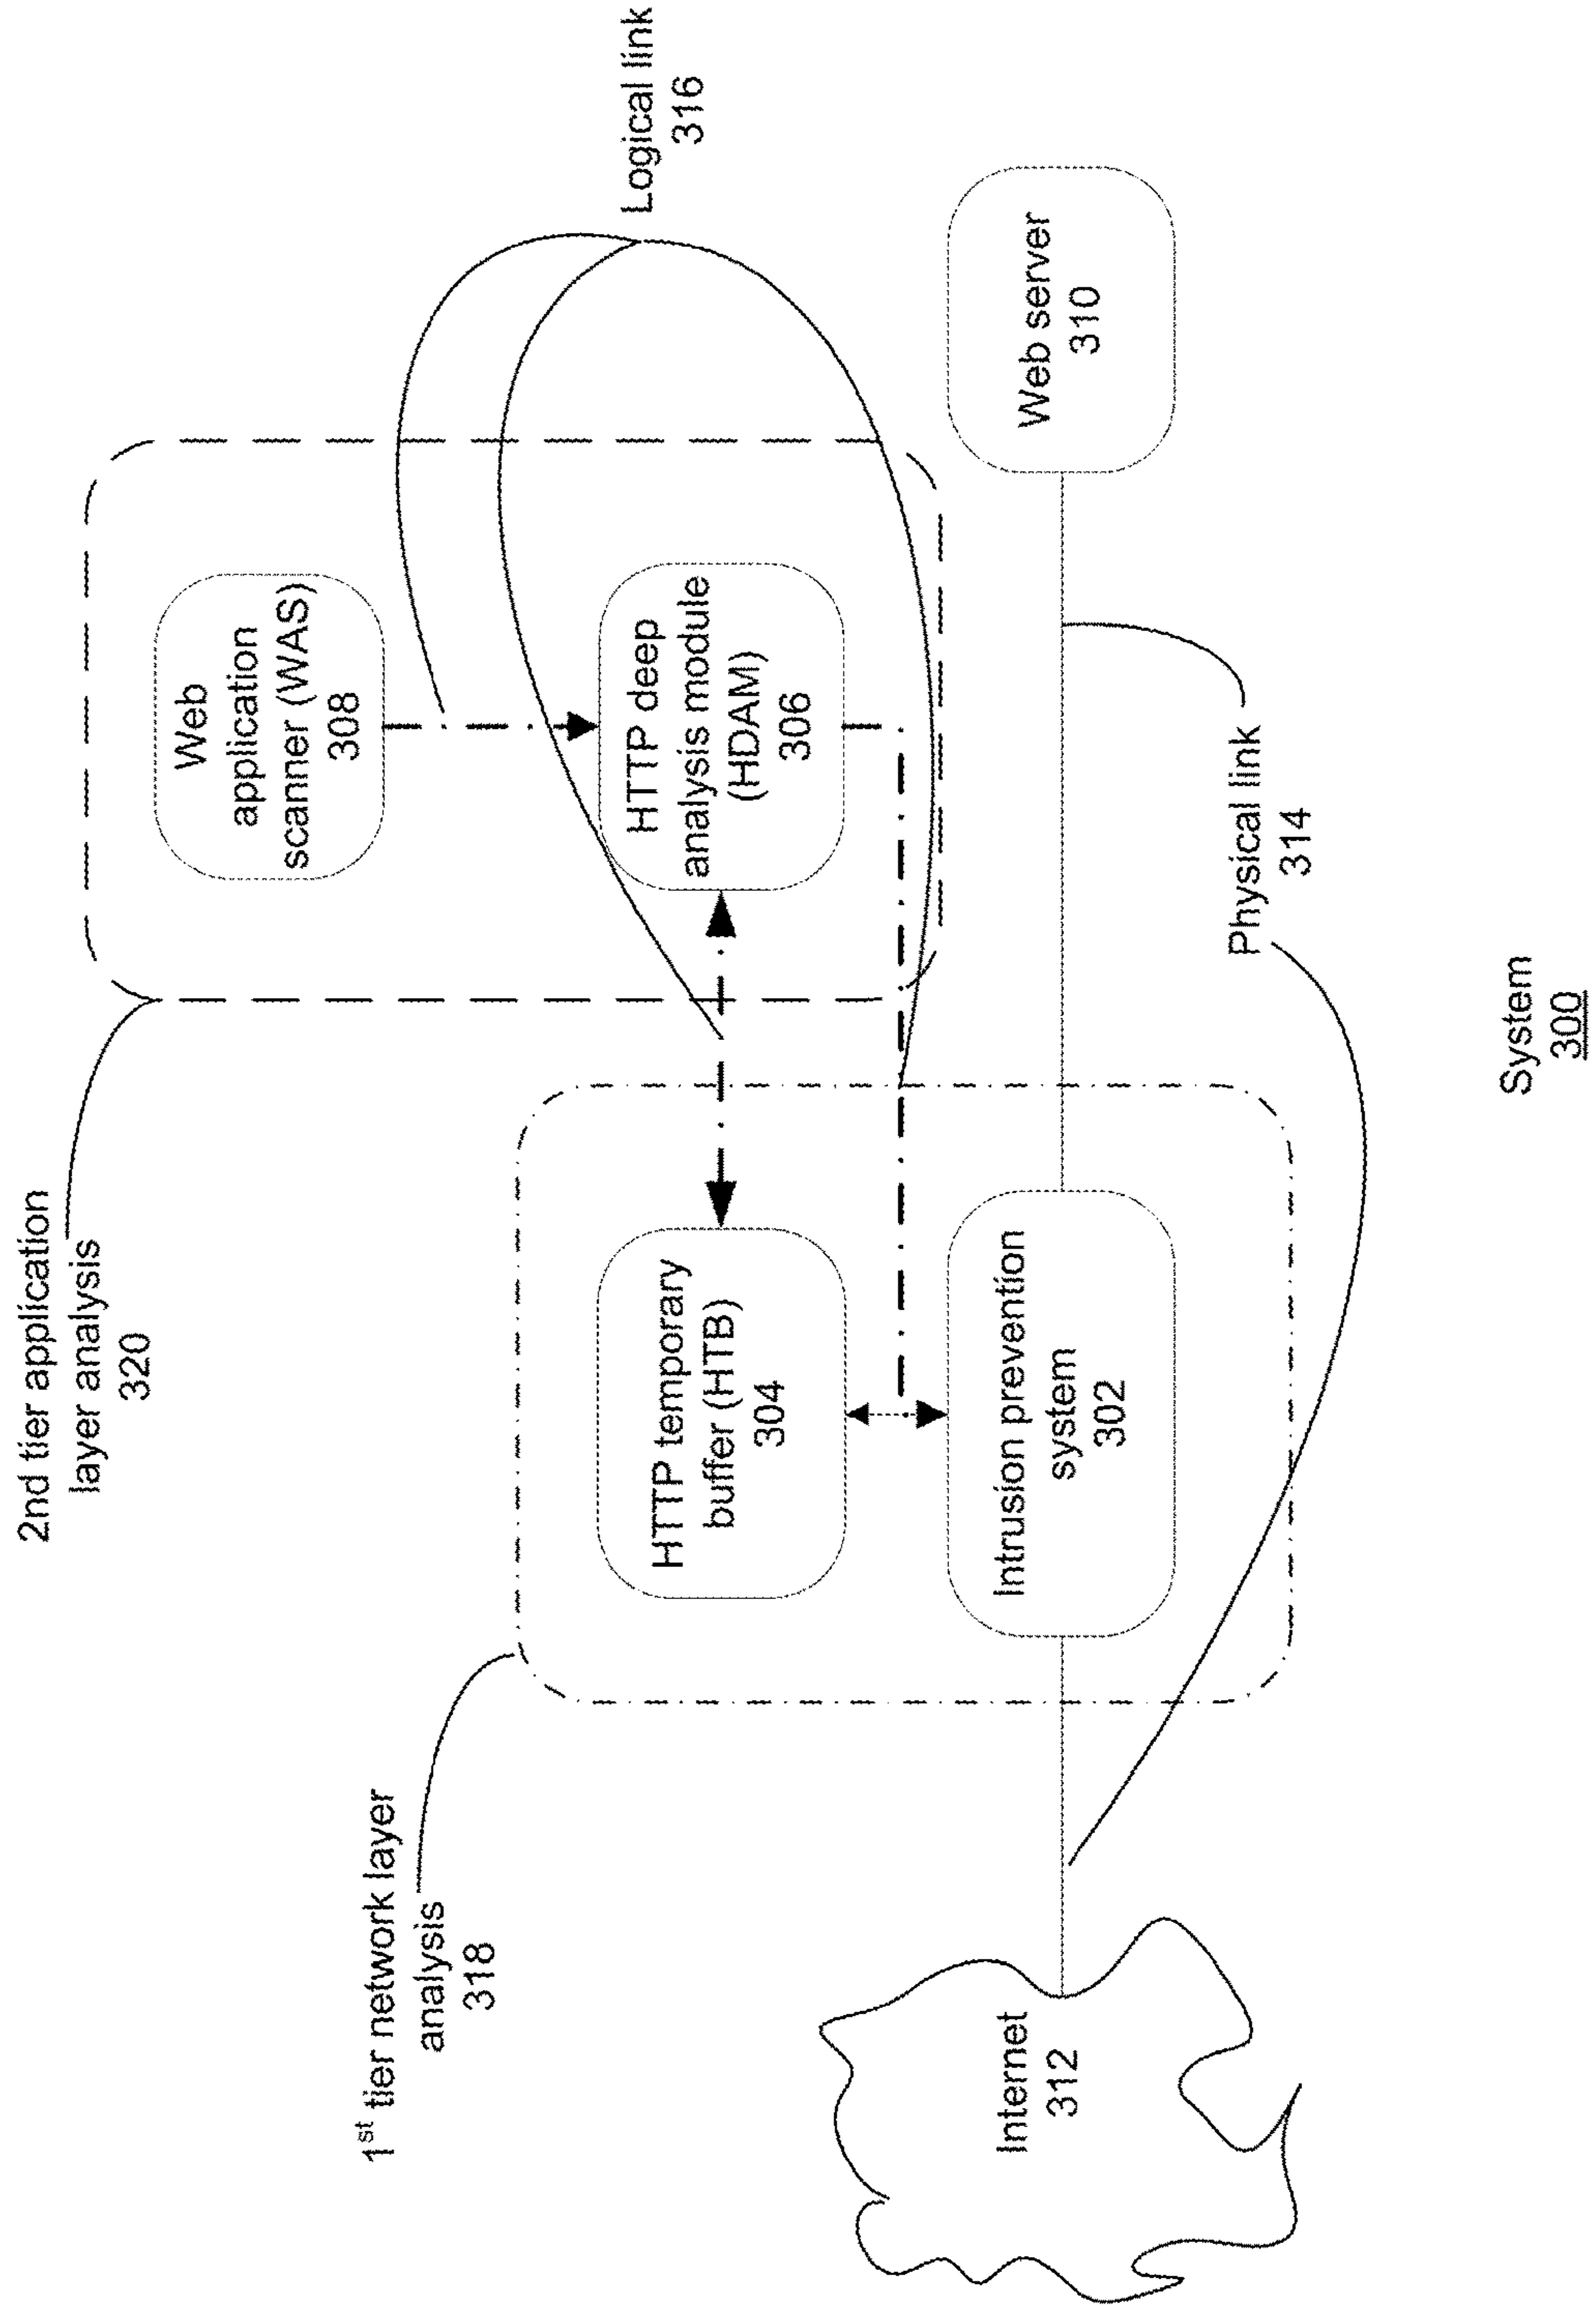 2nd tier application
layer analysis
320
Web
application
scanner (WAS)
308
Logical link
316
1st tier network layer
analysis
318
HTTP temporary
buffer (HTB)
304
HTTP deep
analysis module
(HDAM)
306
Internet
312
Intrusion prevention
system
302
Web server
310
Physical link
314
System
300